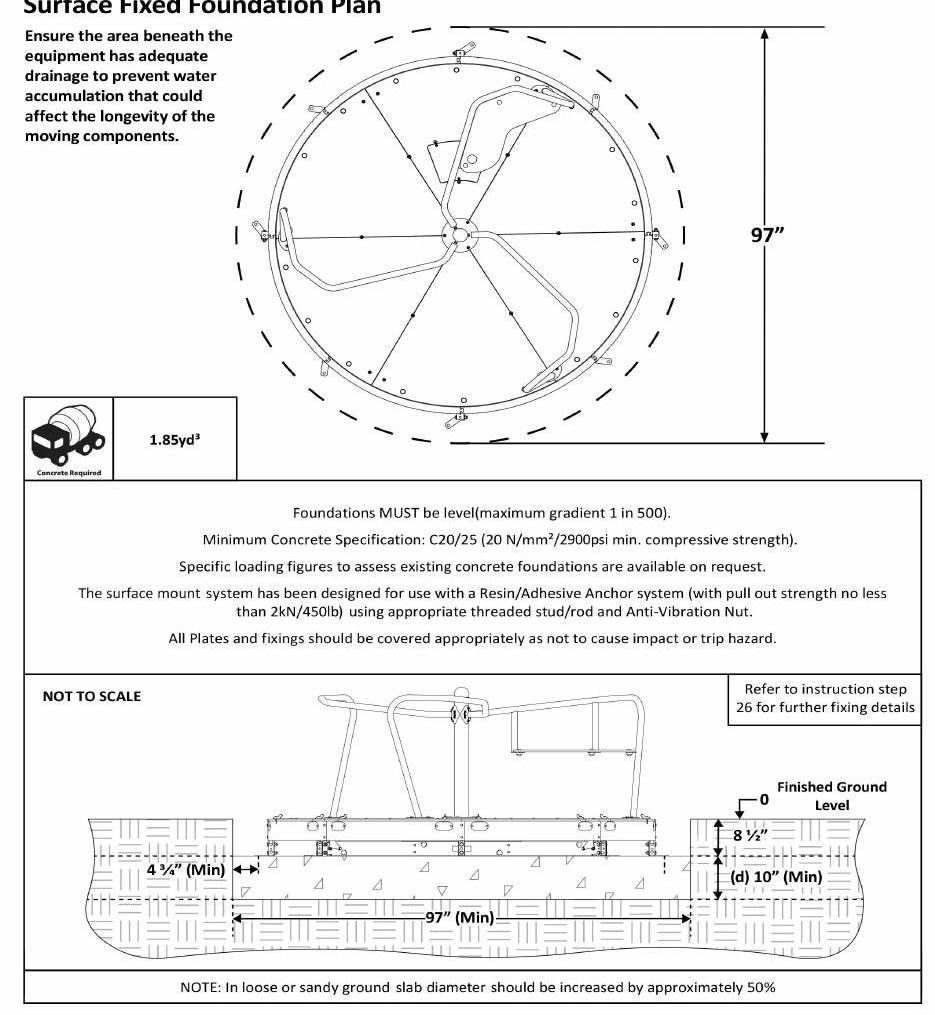 Surface Fixed Foundation Plan
Ensure the area beneath the
equipment has adequate
drainage to prevent water
accumulation that could
affect the longevity of the
moving components.
97”
Concrete Required
1.85yd³
Foundations MUST be level(maximum gradient 1 in 500).
Minimum Concrete Specification: C20/25 (20 N/mm²/2900psi min. compressive strength).
Specific loading figures to assess existing concrete foundations are available on request.
The surface mount system has been designed for use with a Resin/Adhesive Anchor system (with pull out strength no less
than 2kN/450lb) using appropriate threaded stud/rod and Anti-Vibration Nut.
All Plates and fixings should be covered appropriately as not to cause impact or trip hazard.
NOT TO SCALE
Refer to instruction step
26 for further fixing details
Finished Ground
Level
0
8 ½”
4 ¾” (Min)
(d) 10” (Min)
97” (Min)
NOTE: In loose or sandy ground slab diameter should be increased by approximately 50%